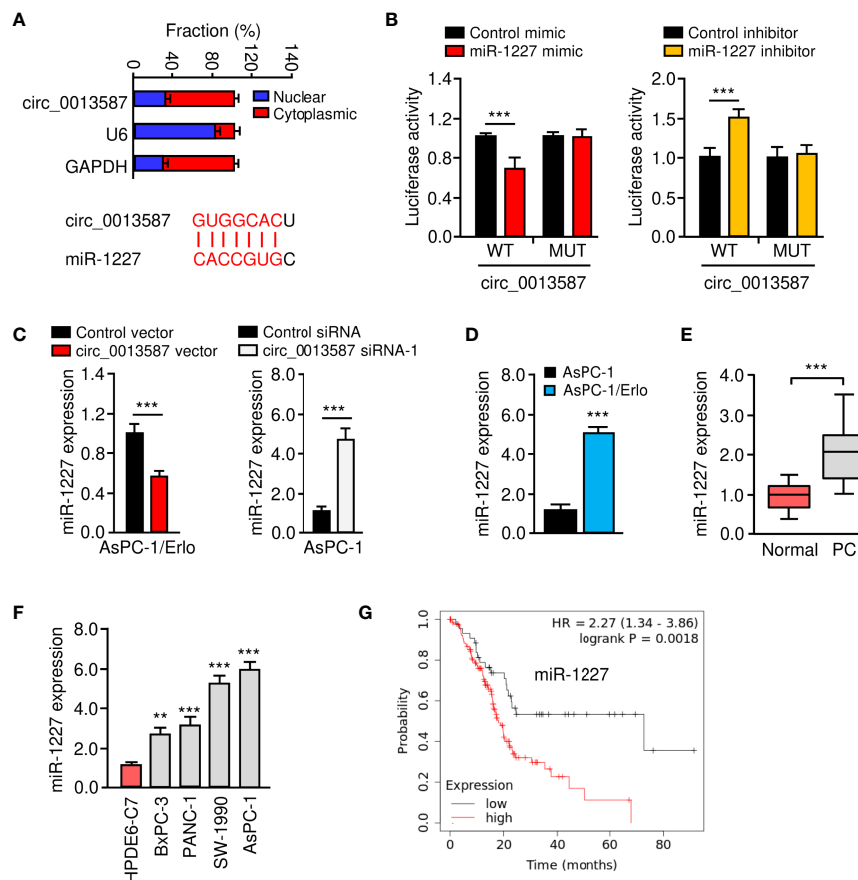 A
Fraction (%)
0 40 80 120 140
circ_0013587
U6
GAPDH
Nuclear
Cytoplasmic
circ_0013587 GUGGCACU
miR-1227 CACCGUGC
B
Control mimic
miR-1227 mimic
Luciferase activity
1.4
1.2
0.8
0.4
0.0
***
WT MUT
circ_0013587
Control inhibitor
miR-1227 inhibitor
Luciferase activity
2.0
1.5
1.0
0.5
0.0
***
WT MUT
circ_0013587
C
Control vector
circ_0013587 vector
miR-1227 expression
1.4
1.2
0.8
0.4
0.0
***
AsPC-1/Erlo
Control siRNA
circ_0013587 siRNA-1
miR-1227 expression
8.0
6.0
4.0
2.0
0.0
***
AsPC-1
D
AsPC-1
AsPC-1/Erlo
miR-1227 expression
8.0
6.0
4.0
2.0
0.0
***
E
miR-1227 expression
4.0
3.0
2.0
1.0
0.0
***
Normal PC
F
miR-1227 expression
8.0
6.0
4.0
2.0
0
** *** *** ***
HPDE6-C7
BxPC-3
PANC-1
SW-1990
AsPC-1
G
HR = 2.27 (1.34 - 3.86)
logrank P = 0.0018
miR-1227
Probability
1.0
0.8
0.6
0.4
0.2
0.0
Expression
low
high
0 20 40 60 80
Time (months)